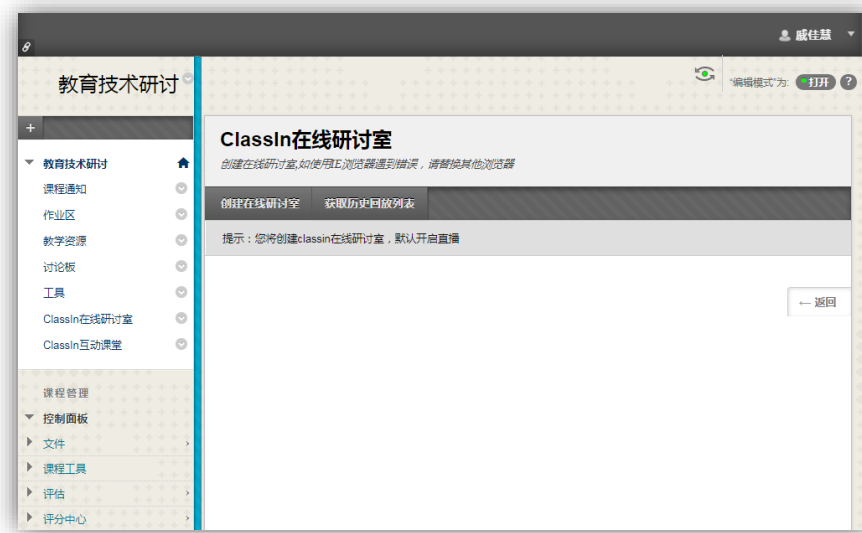 戚佳慧
教育技术研讨
"编辑模式"为: 打开 ?
+
教育技术研讨
课程通知
作业区
教学资源
讨论板
工具
ClassIn在线研讨室
ClassIn互动课堂
课程管理
控制面板
文件
课程工具
评估
评分中心
ClassIn在线研讨室
创建在线研讨室,如使用IE浏览器遇到错误，请替换其他浏览器
创建在线研讨室 获取历史回放列表
提示：您将创建classin在线研讨室，默认开启直播
← 返回